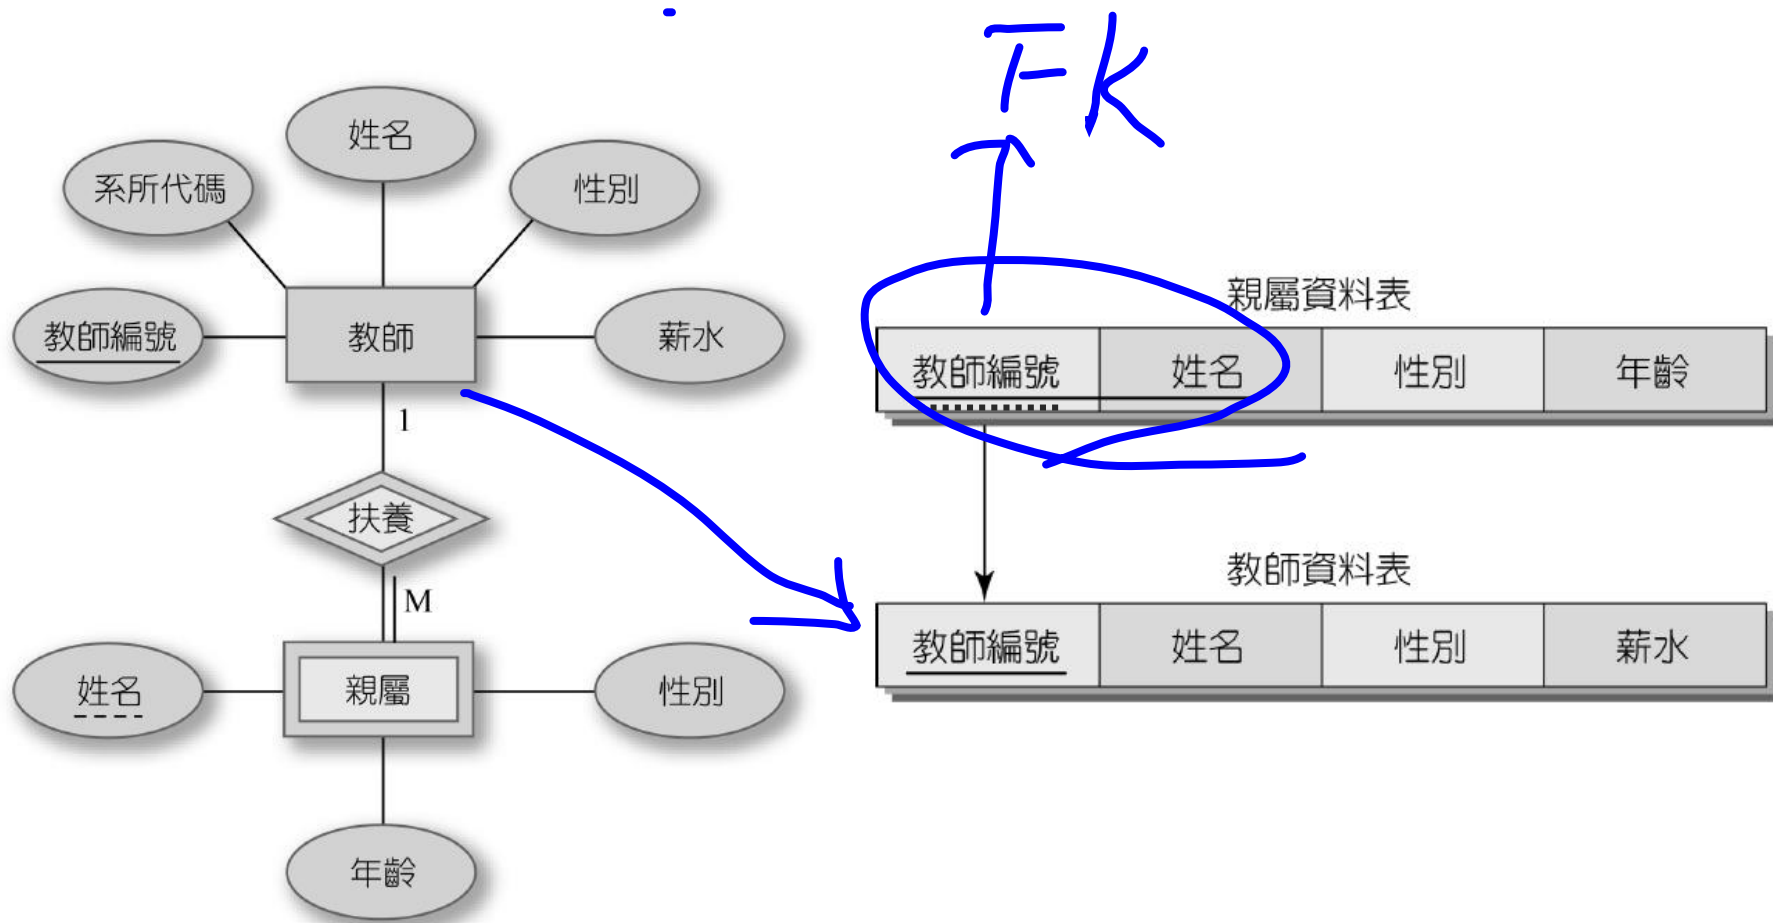 FK
姓名
系所代碼
性別
教師編號
教師
薪水
1
扶養
M
姓名
親屬
性別
年齡
親屬資料表
教師編號 姓名 性別 年齡
教師資料表
教師編號 姓名 性別 薪水